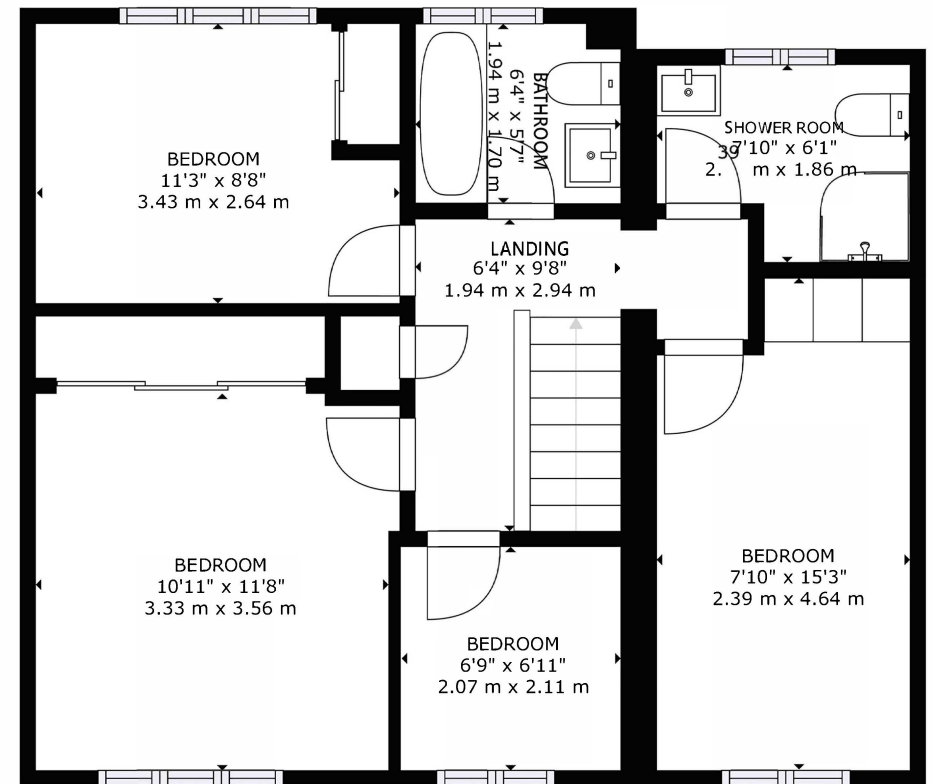 BEDROOM
11'3" x 8'8"
3.43 m x 2.64 m
BATHROOM
6'4" x 5'7"
1.94 m x 1.70 m
SHOWER ROOM
7'10" x 6'1"
2.39 m x 1.86 m
LANDING
6'4" x 9'8"
1.94 m x 2.94 m
BEDROOM
10'11" x 11'8"
3.33 m x 3.56 m
BEDROOM
6'9" x 6'11"
2.07 m x 2.11 m
BEDROOM
7'10" x 15'3"
2.39 m x 4.64 m